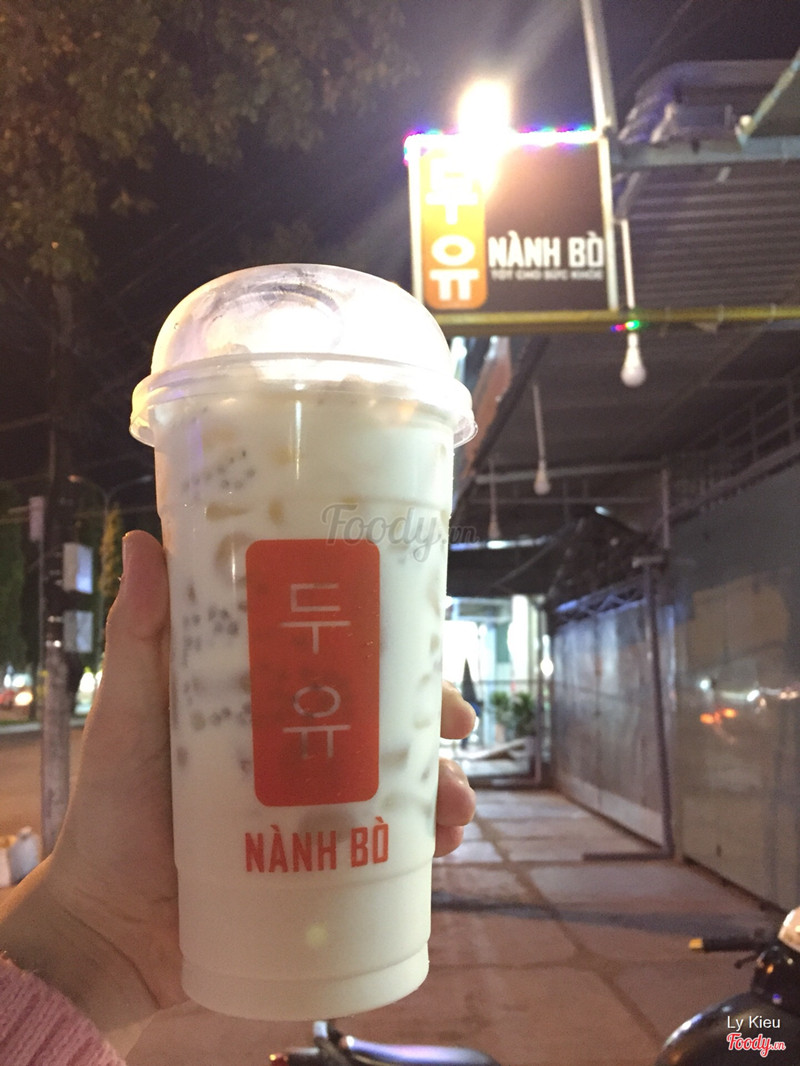 두
유
NÀNH BÒ
TỐT CHO SỨC KHỎE
Foody.vn
두
유
NÀNH BÒ
Ly Kieu
Foody.vn